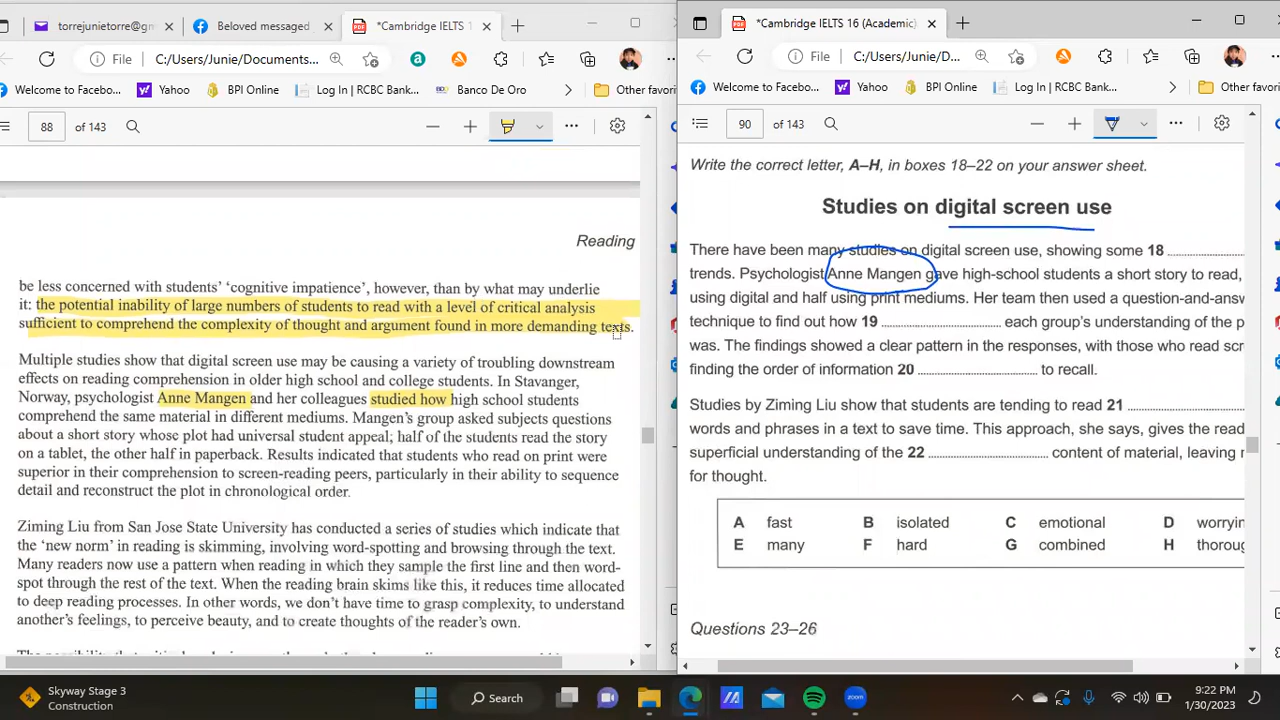 torrejunietorre@gm
Beloved messaged
*Cambridge IELTS 1
File
C:/Users/Junie/Documents...
Welcome to Facebo...
Yahoo
BPI Online
Log In | RCBC Bank...
Banco De Oro
Other favori
88 of 143
Reading
be less concerned with students' 'cognitive impatience', however, than by what may underlie
it: the potential inability of large numbers of students to read with a level of critical analysis
sufficient to comprehend the complexity of thought and argument found in more demanding texts.
Multiple studies show that digital screen use may be causing a variety of troubling downstream
effects on reading comprehension in older high school and college students. In Stavanger,
Norway, psychologist Anne Mangen and her colleagues studied how high school students
comprehend the same material in different mediums. Mangen's group asked subjects questions
about a short story whose plot had universal student appeal; half of the students read the story
on a tablet, the other half in paperback. Results indicated that students who read on print were
superior in their comprehension to screen-reading peers, particularly in their ability to sequence
detail and reconstruct the plot in chronological order.
Ziming Liu from San Jose State University has conducted a series of studies which indicate that
the 'new norm' in reading is skimming, involving word-spotting and browsing through the text.
Many readers now use a pattern when reading in which they sample the first line and then word-
spot through the rest of the text. When the reading brain skims like this, it reduces time allocated
to deep reading processes. In other words, we don't have time to grasp complexity, to understand
another's feelings, to perceive beauty, and to create thoughts of the reader's own.
*Cambridge IELTS 16 (Academic)
File
C:/Users/Junie/D...
Welcome to Facebo...
Yahoo
BPI Online
Log In | RCBC Bank...
Other favor
90 of 143
Write the correct letter, A–H, in boxes 18–22 on your answer sheet.
Studies on digital screen use
There have been many studies on digital screen use, showing some 18 ....................
trends. Psychologist Anne Mangen gave high-school students a short story to read,
using digital and half using print mediums. Her team then used a question-and-answ
technique to find out how 19 .............................. each group's understanding of the p
was. The findings showed a clear pattern in the responses, with those who read scr
finding the order of information 20 .............................. to recall.
Studies by Ziming Liu show that students are tending to read 21 ..............................
words and phrases in a text to save time. This approach, she says, gives the read
superficial understanding of the 22 .............................. content of material, leaving r
for thought.
A fast B isolated C emotional D worryin
E many F hard G combined H thoroug
Questions 23–26
Skyway Stage 3
Construction
Search
9:22 PM
1/30/2023